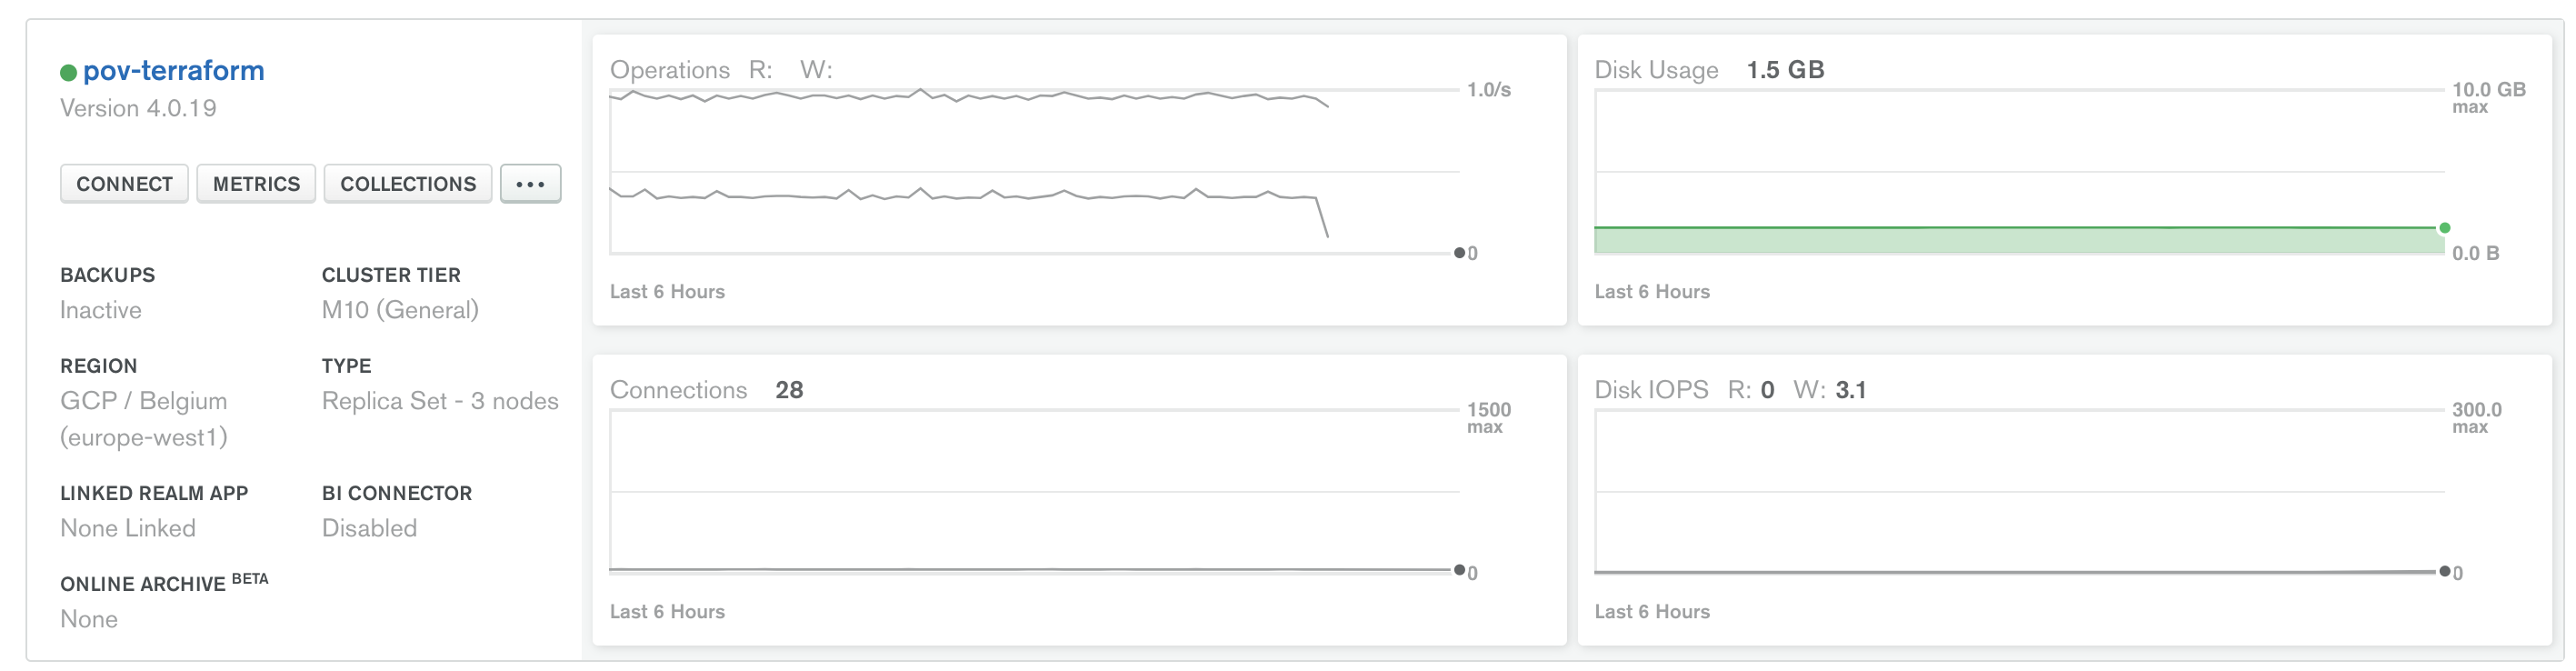 pov-terraform
Version 4.0.19
CONNECT METRICS COLLECTIONS •••
BACKUPS
Inactive
CLUSTER TIER
M10 (General)
REGION
GCP / Belgium
(europe-west1)
TYPE
Replica Set - 3 nodes
LINKED REALM APP
None Linked
BI CONNECTOR
Disabled
ONLINE ARCHIVE BETA
None
Operations R: W:
1.0/s
0
Last 6 Hours
Disk Usage 1.5 GB
10.0 GB
max
0.0 B
Last 6 Hours
Connections 28
1500
max
0
Last 6 Hours
Disk IOPS R: 0 W: 3.1
300.0
max
0
Last 6 Hours